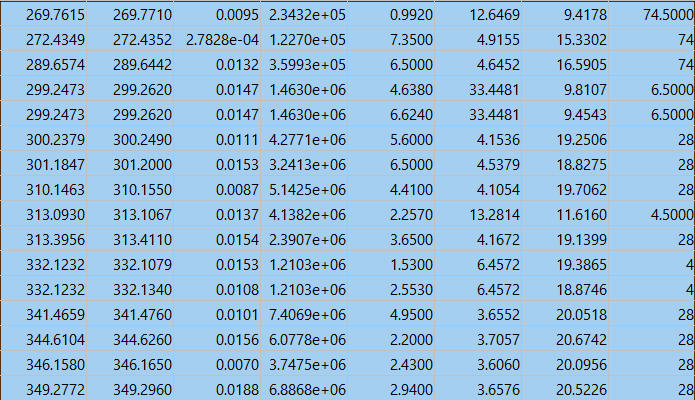 269.7615 269.7710 0.0095 2.3432e+05 0.9920 12.6469 9.4178 74.5000
272.4349 272.4352 2.7828e-04 1.2270e+05 7.3500 4.9155 15.3302 74
289.6574 289.6442 0.0132 3.5993e+05 6.5000 4.6452 16.5905 74
299.2473 299.2620 0.0147 1.4630e+06 4.6380 33.4481 9.8107 6.5000
299.2473 299.2620 0.0147 1.4630e+06 6.6240 33.4481 9.4543 6.5000
300.2379 300.2490 0.0111 4.2771e+06 5.6000 4.1536 19.2506 28
301.1847 301.2000 0.0153 3.2413e+06 6.5000 4.5379 18.8275 28
310.1463 310.1550 0.0087 5.1425e+06 4.4100 4.1054 19.7062 28
313.0930 313.1067 0.0137 4.1382e+06 2.2570 13.2814 11.6160 4.5000
313.3956 313.4110 0.0154 2.3907e+06 3.6500 4.1672 19.1399 28
332.1232 332.1079 0.0153 1.2103e+06 1.5300 6.4572 19.3865 4
332.1232 332.1340 0.0108 1.2103e+06 2.5530 6.4572 18.8746 4
341.4659 341.4760 0.0101 7.4069e+06 4.9500 3.6552 20.0518 28
344.6104 344.6260 0.0156 6.0778e+06 2.2000 3.7057 20.6742 28
346.1580 346.1650 0.0070 3.7475e+06 2.4300 3.6060 20.0956 28
349.2772 349.2960 0.0188 6.8868e+06 2.9400 3.6576 20.5226 28